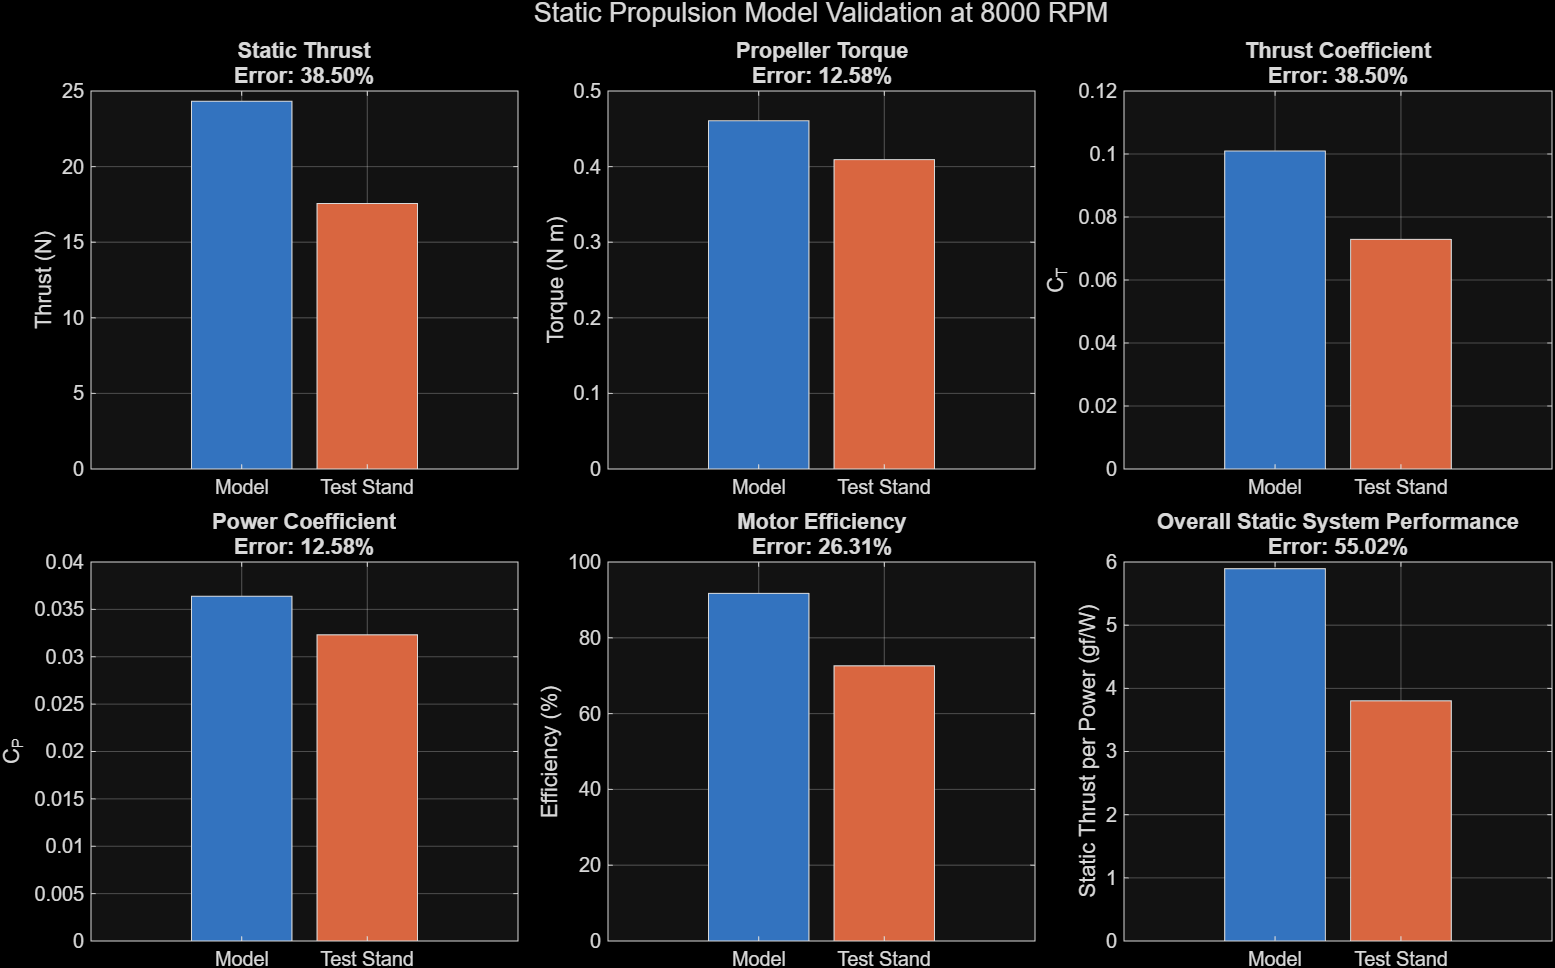 Static Propulsion Model Validation at 8000 RPM
Static Thrust
Error: 38.50%
25
20
15
10
5
0
Thrust (N)
Model
Test Stand
Propeller Torque
Error: 12.58%
0.5
0.4
0.3
0.2
0.1
0
Torque (N m)
Model
Test Stand
Thrust Coefficient
Error: 38.50%
0.12
0.1
0.08
0.06
0.04
0.02
0
CT
Model
Test Stand
Power Coefficient
Error: 12.58%
0.04
0.035
0.03
0.025
0.02
0.015
0.01
0.005
0
CP
Model
Test Stand
Motor Efficiency
Error: 26.31%
100
80
60
40
20
0
Efficiency (%)
Model
Test Stand
Overall Static System Performance
Error: 55.02%
6
5
4
3
2
1
0
Static Thrust per Power (gf/W)
Model
Test Stand